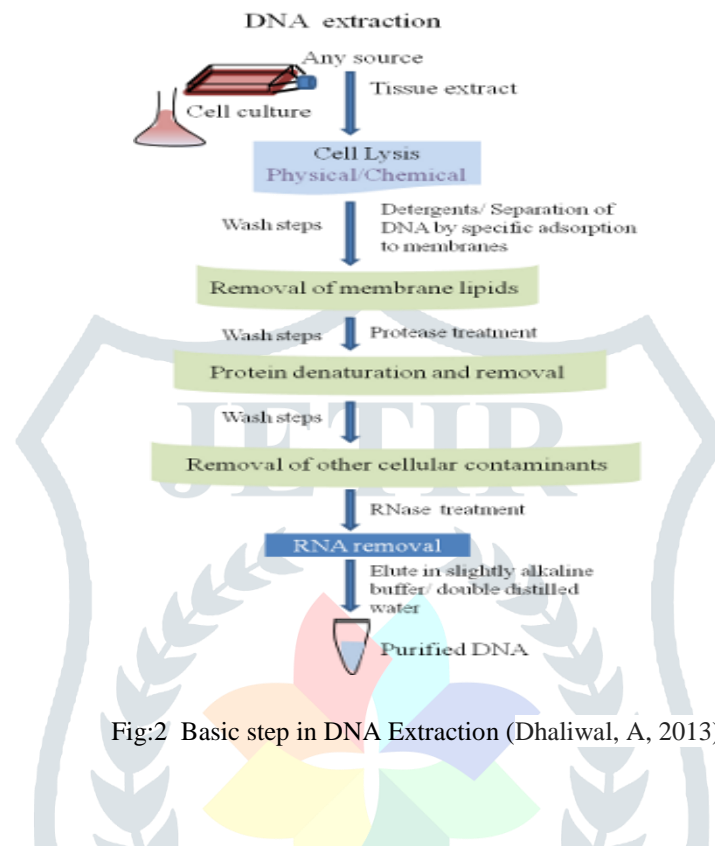 DNA extraction
Any source
Tissue extract
Cell culture
Cell Lysis
Physical/Chemical
Wash steps
Detergents/ Separation of
DNA by specific adsorption
to membranes
Removal of membrane lipids
Wash steps
Protease treatment
Protein denaturation and removal
Wash steps
Removal of other cellular contaminants
RNase treatment
RNA removal
Elute in slightly alkaline
buffer/ double distilled
water
Purified DNA
JETIR
Fig:2 Basic step in DNA Extraction (Dhaliwal, A, 2013)